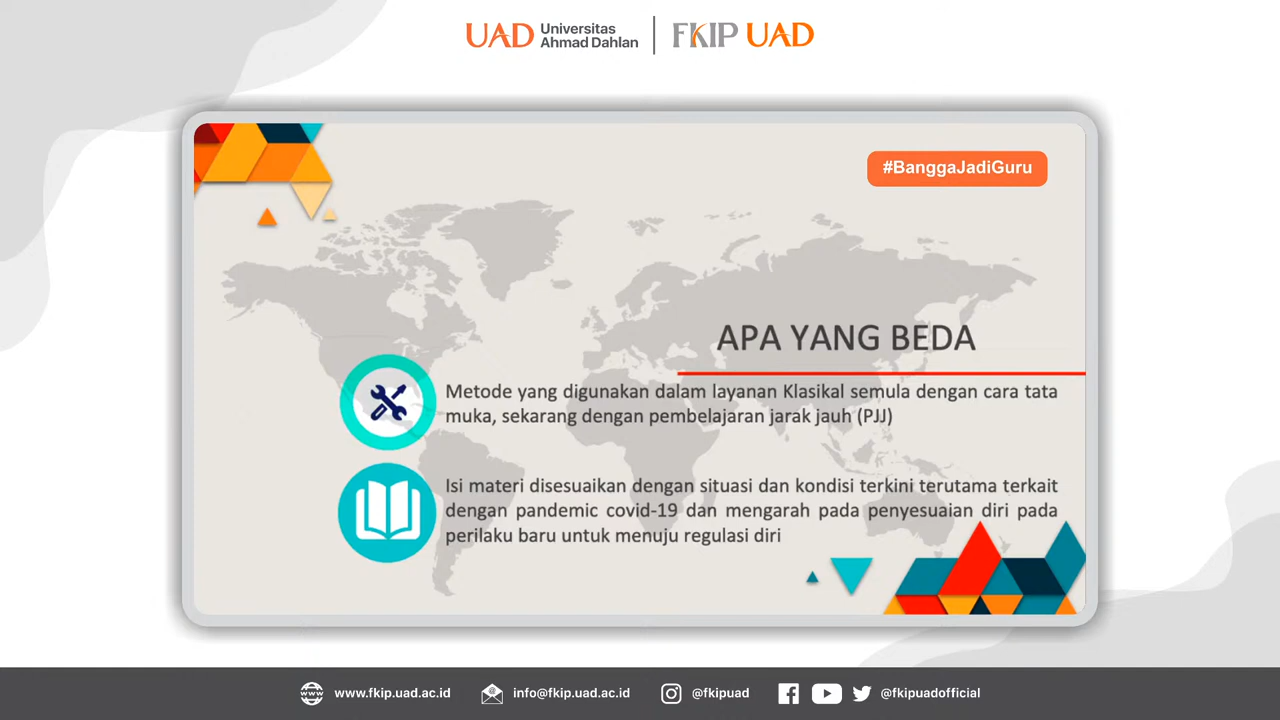 UAD Universitas Ahmad Dahlan
FKIP UAD
#BanggaJadiGuru
APA YANG BEDA
Metode yang digunakan dalam layanan Klasikal semula dengan cara tata
muka, sekarang dengan pembelajaran jarak jauh (PJJ)
Isi materi disesuaikan dengan situasi dan kondisi terkini terutama terkait
dengan pandemic covid-19 dan mengarah pada penyesuaian diri pada
perilaku baru untuk menuju regulasi diri
www.fkip.uad.ac.id
info@fkip.uad.ac.id
@fkipuad
@fkipuadofficial